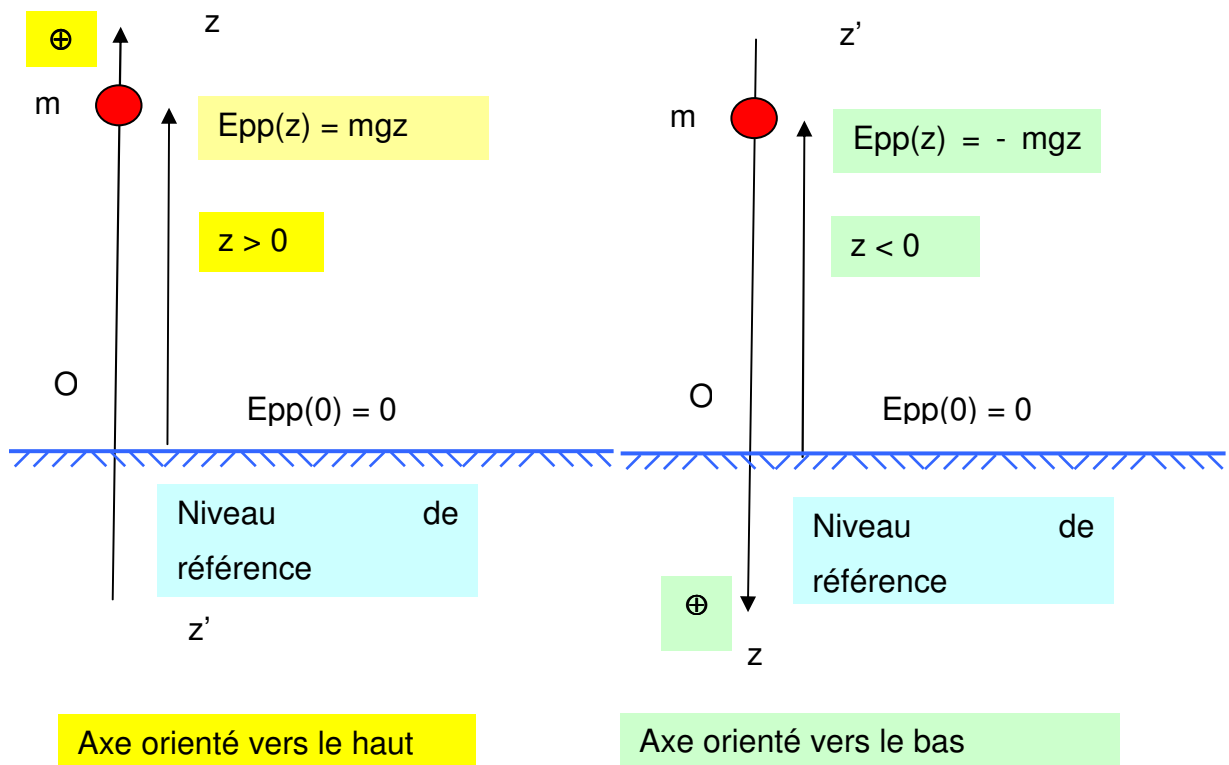 ⊕
z
m
Epp(z) = mgz
z > 0
O
Epp(0) = 0
Niveau de
référence
z’
Axe orienté vers le haut
z’
m
Epp(z) = - mgz
z < 0
O
Epp(0) = 0
Niveau de
référence
⊕
z
Axe orienté vers le bas